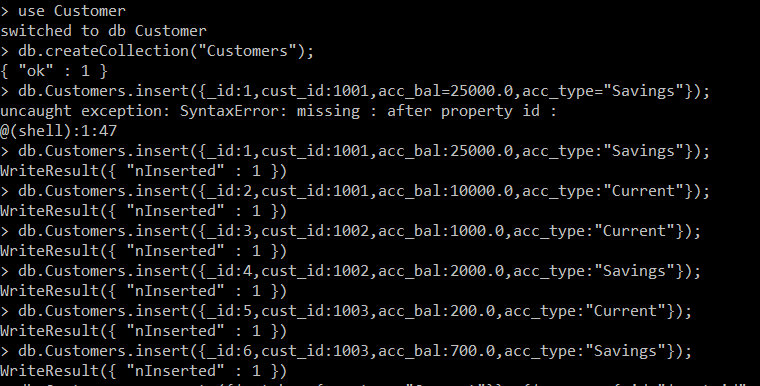 > use Customer
switched to db Customer
> db.createCollection("Customers");
{ "ok" : 1 }
> db.Customers.insert({_id:1,cust_id:1001,acc_bal=25000.0,acc_type="Savings"});
uncaught exception: SyntaxError: missing : after property id :
@(shell):1:47
> db.Customers.insert({_id:1,cust_id:1001,acc_bal:25000.0,acc_type:"Savings"});
WriteResult({ "nInserted" : 1 })
> db.Customers.insert({_id:2,cust_id:1001,acc_bal:10000.0,acc_type:"Current"});
WriteResult({ "nInserted" : 1 })
> db.Customers.insert({_id:3,cust_id:1002,acc_bal:1000.0,acc_type:"Current"});
WriteResult({ "nInserted" : 1 })
> db.Customers.insert({_id:4,cust_id:1002,acc_bal:2000.0,acc_type:"Savings"});
WriteResult({ "nInserted" : 1 })
> db.Customers.insert({_id:5,cust_id:1003,acc_bal:200.0,acc_type:"Current"});
WriteResult({ "nInserted" : 1 })
> db.Customers.insert({_id:6,cust_id:1003,acc_bal:700.0,acc_type:"Savings"});
WriteResult({ "nInserted" : 1 })